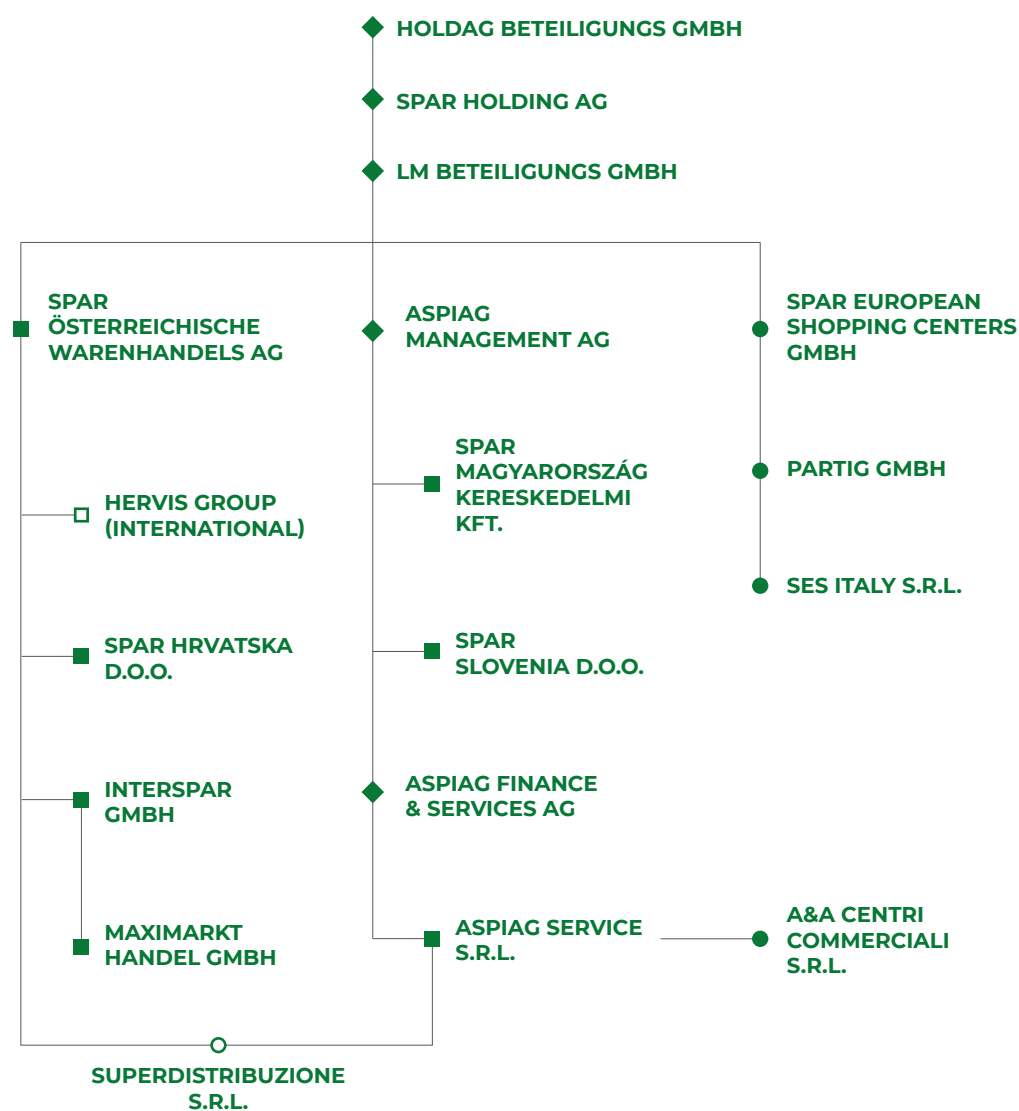 HOLDAG BETEILIGUNGS GMBH
SPAR HOLDING AG
LM BETEILIGUNGS GMBH
SPAR
ÖSTERREICHISCHE
WARENHANDELS AG
ASPIAG
MANAGEMENT AG
SPAR EUROPEAN
SHOPPING CENTERS
GMBH
SPAR
MAGYARORSZÁG
KERESKEDELMI
KFT.
PARTIG GMBH
HERVIS GROUP
(INTERNATIONAL)
SES ITALY S.R.L.
SPAR HRVATSKA
D.O.O.
SPAR
SLOVENIA D.O.O.
INTERSPAR
GMBH
ASPIAG FINANCE
& SERVICES AG
MAXIMARKT
HANDEL GMBH
ASPIAG SERVICE
S.R.L.
A&A CENTRI
COMMERCIALI
S.R.L.
SUPERDISTRIBUZIONE
S.R.L.